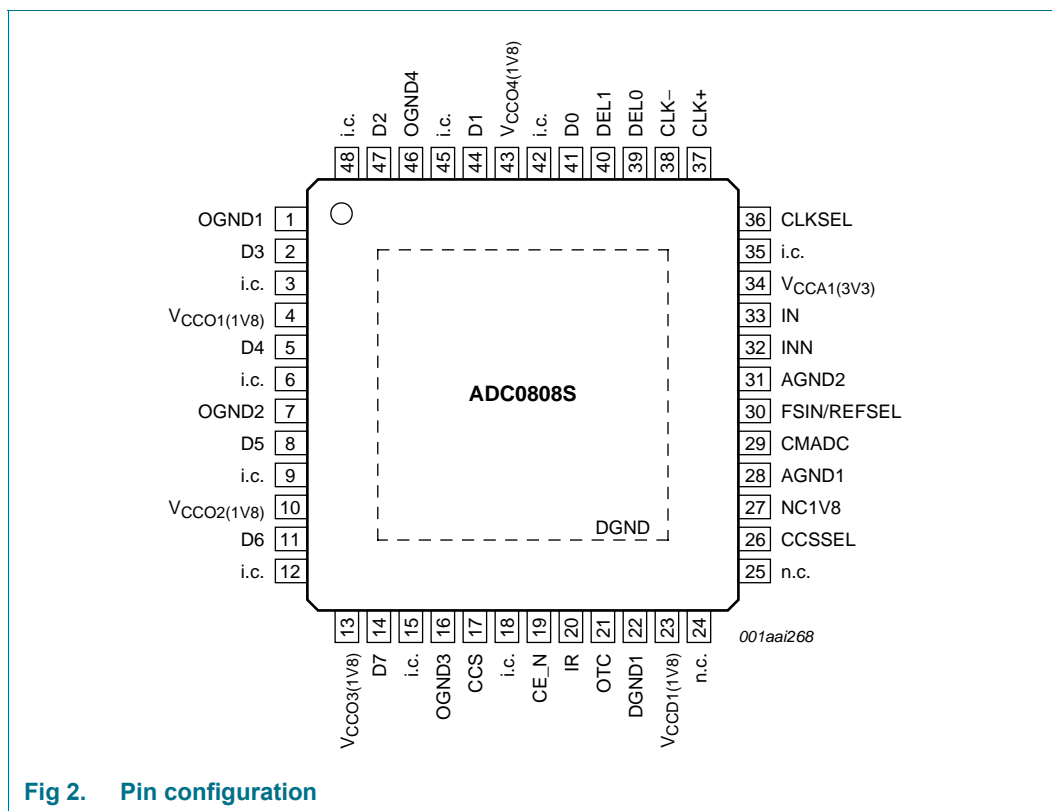 i.c.
D2
OGND4
i.c.
D1
VCCO4(1V8)
i.c.
D0
DEL1
DEL0
CLK−
CLK+
48 47 46 45 44 43 42 41 40 39 38 37
OGND1 1
D3 2
i.c. 3
VCCO1(1V8) 4
D4 5
i.c. 6
OGND2 7
D5 8
i.c. 9
VCCO2(1V8) 10
D6 11
i.c. 12
ADC0808S
DGND
36 CLKSEL
35 i.c.
34 VCCA1(3V3)
33 IN
32 INN
31 AGND2
30 FSIN/REFSEL
29 CMADC
28 AGND1
27 NC1V8
26 CCSSEL
25 n.c.
13 14 15 16 17 18 19 20 21 22 23 24
VCCO3(1V8)
D7
i.c.
OGND3
CCS
i.c.
CE_N
IR
OTC
DGND1
VCCD1(1V8)
n.c.
001aai268
Fig 2. Pin configuration